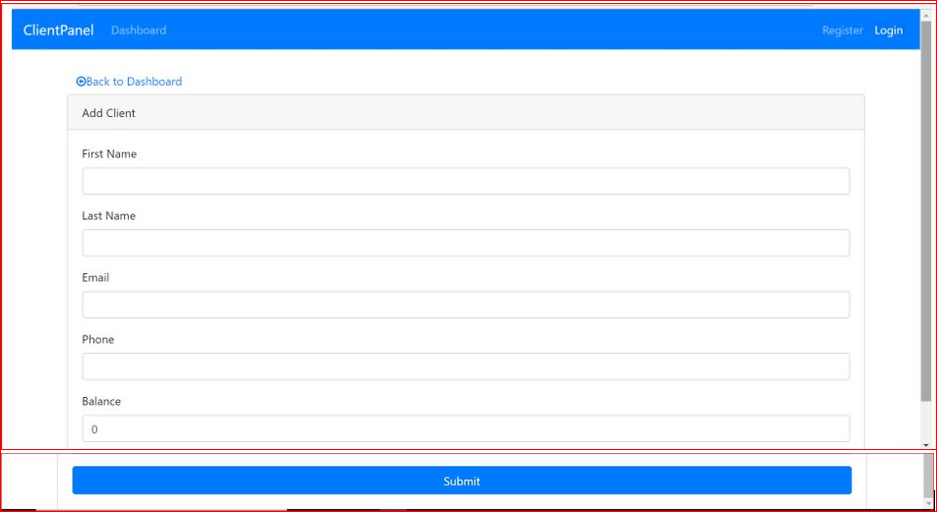 ClientPanel Dashboard Register Login
Back to Dashboard
Add Client
First Name
Last Name
Email
Phone
Balance
0
Submit